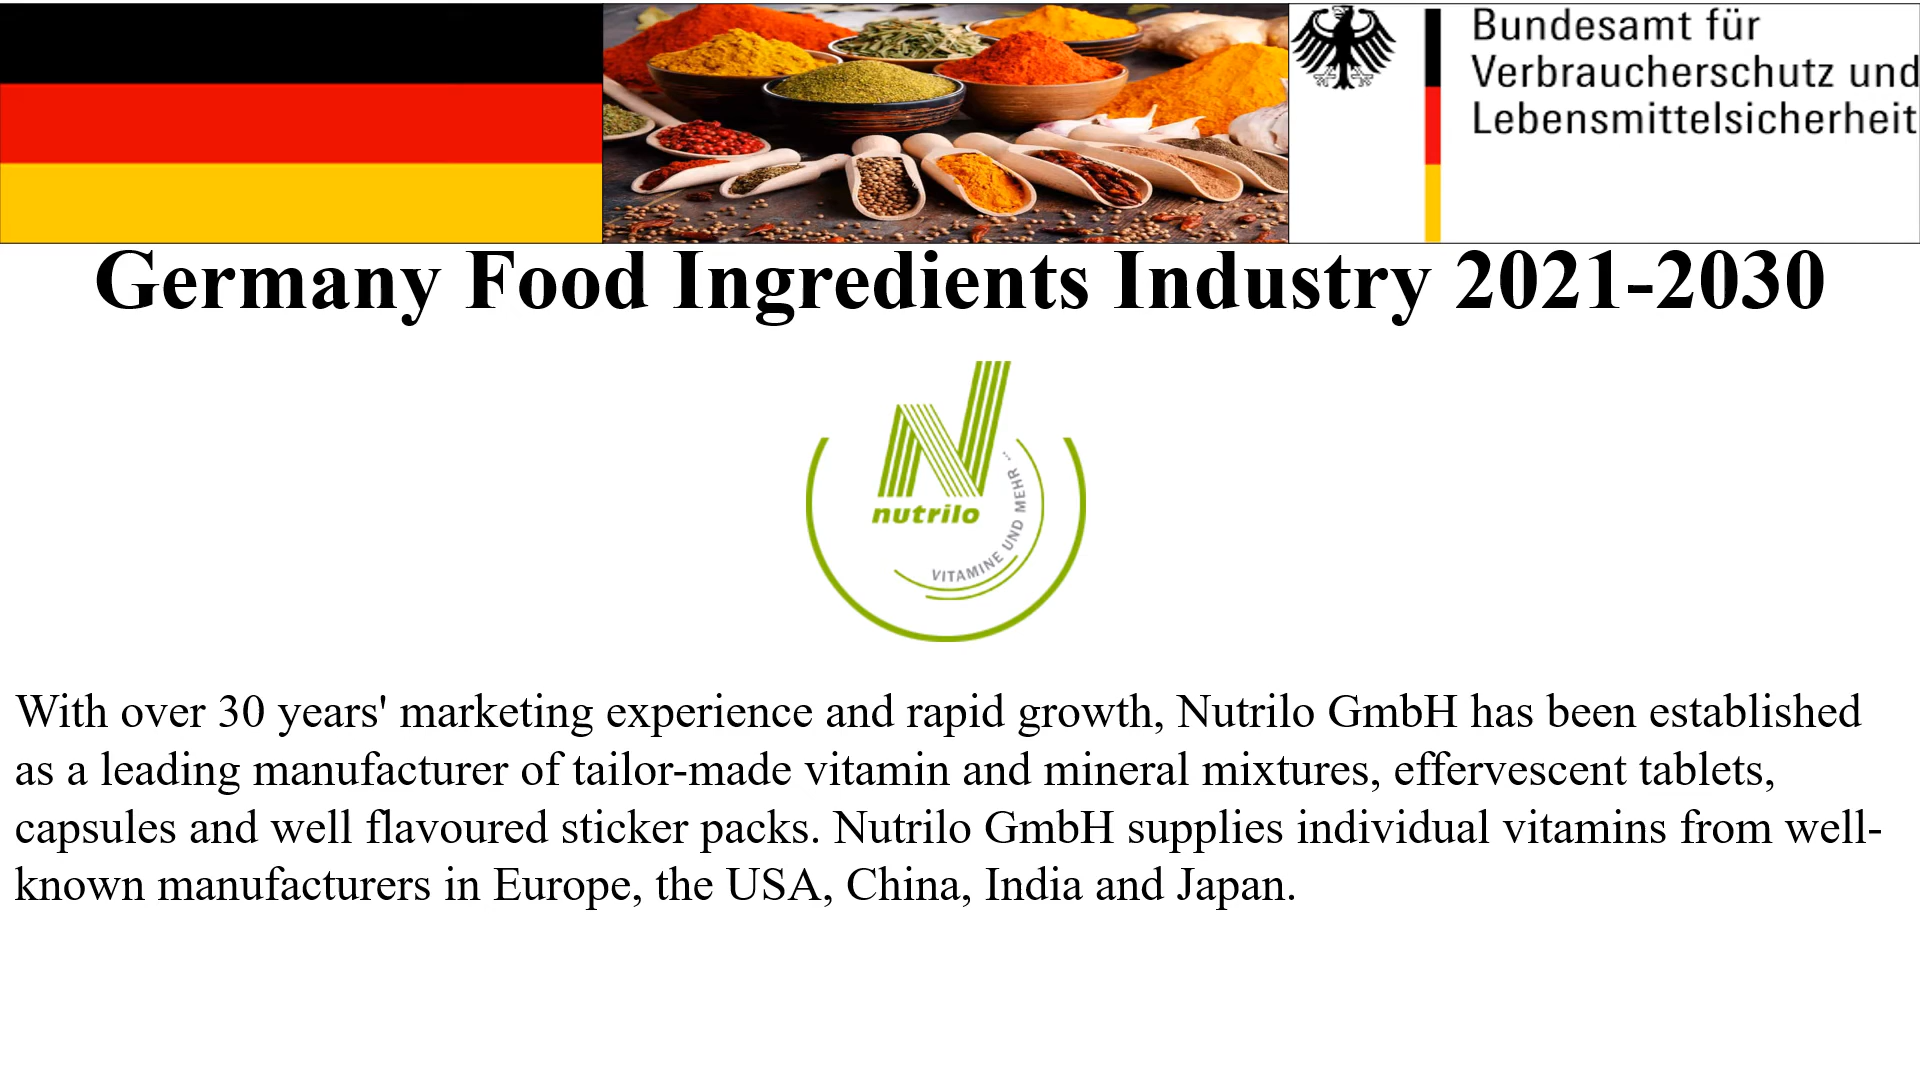 Bundesamt für
Verbraucherschutz und
Lebensmittelsicherheit
Germany Food Ingredients Industry 2021-2030
nutrilo
VITAMINE UND MEHR ...
With over 30 years' marketing experience and rapid growth, Nutrilo GmbH has been established
as a leading manufacturer of tailor-made vitamin and mineral mixtures, effervescent tablets,
capsules and well flavoured sticker packs. Nutrilo GmbH supplies individual vitamins from well-
known manufacturers in Europe, the USA, China, India and Japan.